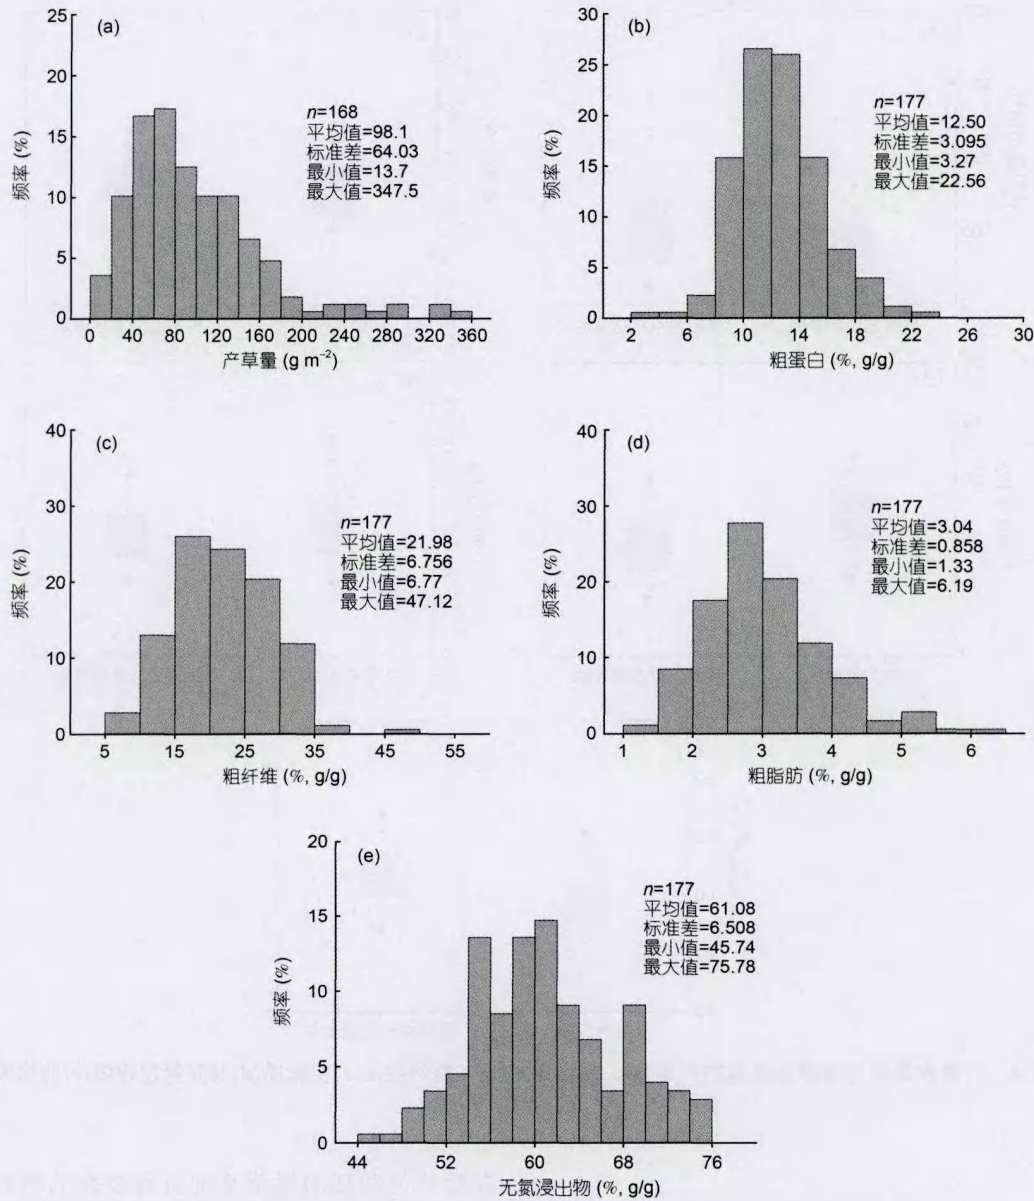 (a)
25
20
15
10
5
0
频率 (%)
n=168
平均值=98.1
标准差=64.03
最小值=13.7
最大值=347.5
0 40 80 120 160 200 240 280 320 360
产草量 (g m⁻²)
(b)
30
25
20
15
10
5
0
频率 (%)
n=177
平均值=12.50
标准差=3.095
最小值=3.27
最大值=22.56
2 6 10 14 18 22 26 30
粗蛋白 (%, g/g)
(c)
40
30
20
10
0
频率 (%)
n=177
平均值=21.98
标准差=6.756
最小值=6.77
最大值=47.12
5 15 25 35 45 55
粗纤维 (%, g/g)
(d)
40
30
20
10
0
频率 (%)
n=177
平均值=3.04
标准差=0.858
最小值=1.33
最大值=6.19
1 2 3 4 5 6
粗脂肪 (%, g/g)
(e)
20
15
10
5
0
频率 (%)
n=177
平均值=61.08
标准差=6.508
最小值=45.74
最大值=75.78
44 52 60 68 76
无氮浸出物 (%, g/g)